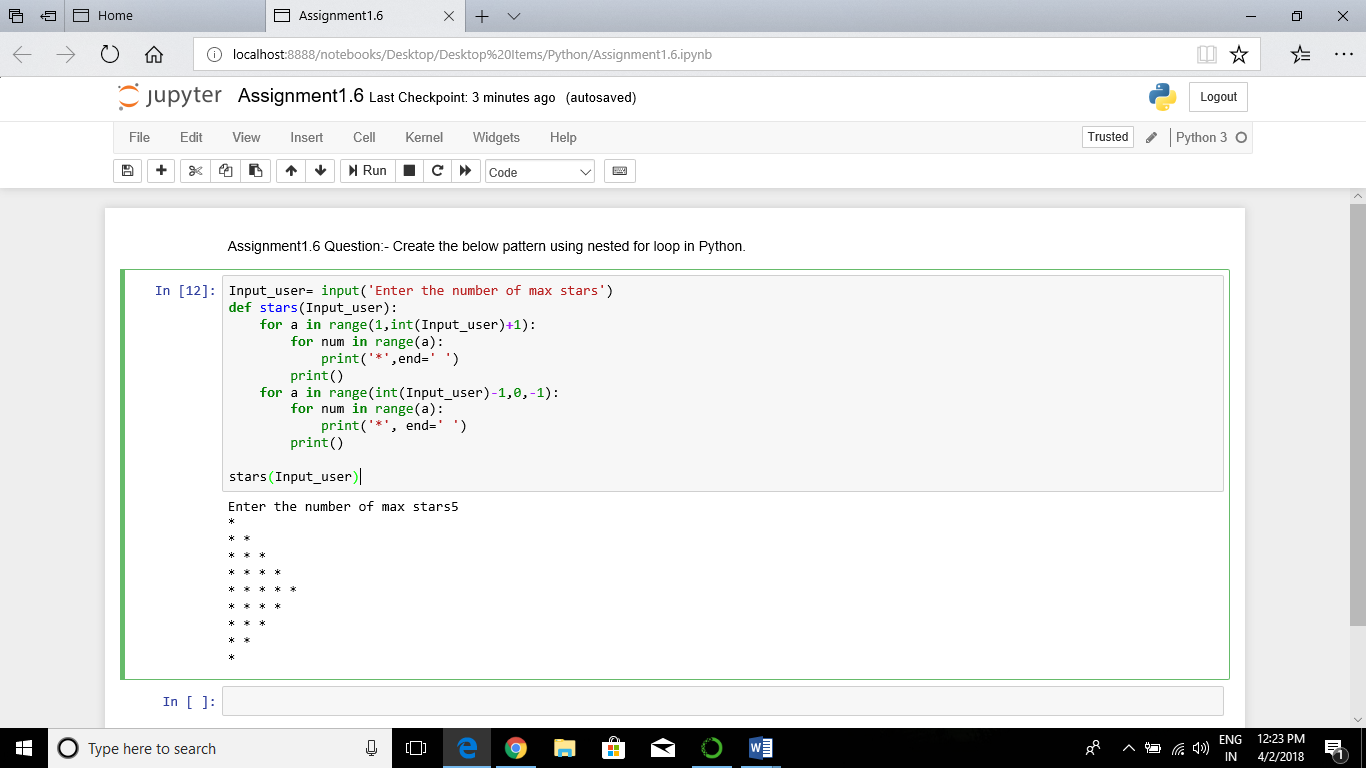 Home
Assignment1.6
localhost:8888/notebooks/Desktop/Desktop%20Items/Python/Assignment1.6.ipynb
jupyter Assignment1.6 Last Checkpoint: 3 minutes ago (autosaved)
Logout
File Edit View Insert Cell Kernel Widgets Help
Trusted
Python 3
Run
Code
Assignment1.6 Question:- Create the below pattern using nested for loop in Python.
In [12]:
Input_user= input('Enter the number of max stars')
def stars(Input_user):
    for a in range(1,int(Input_user)+1):
        for num in range(a):
            print('*',end=' ')
        print()
    for a in range(int(Input_user)-1,0,-1):
        for num in range(a):
            print('*', end=' ')
        print()
stars(Input_user)
Enter the number of max stars5
*
* *
* * *
* * * *
* * * * *
* * * *
* * *
* *
*
In [ ]:
Type here to search
ENG
IN
12:23 PM
4/2/2018
1